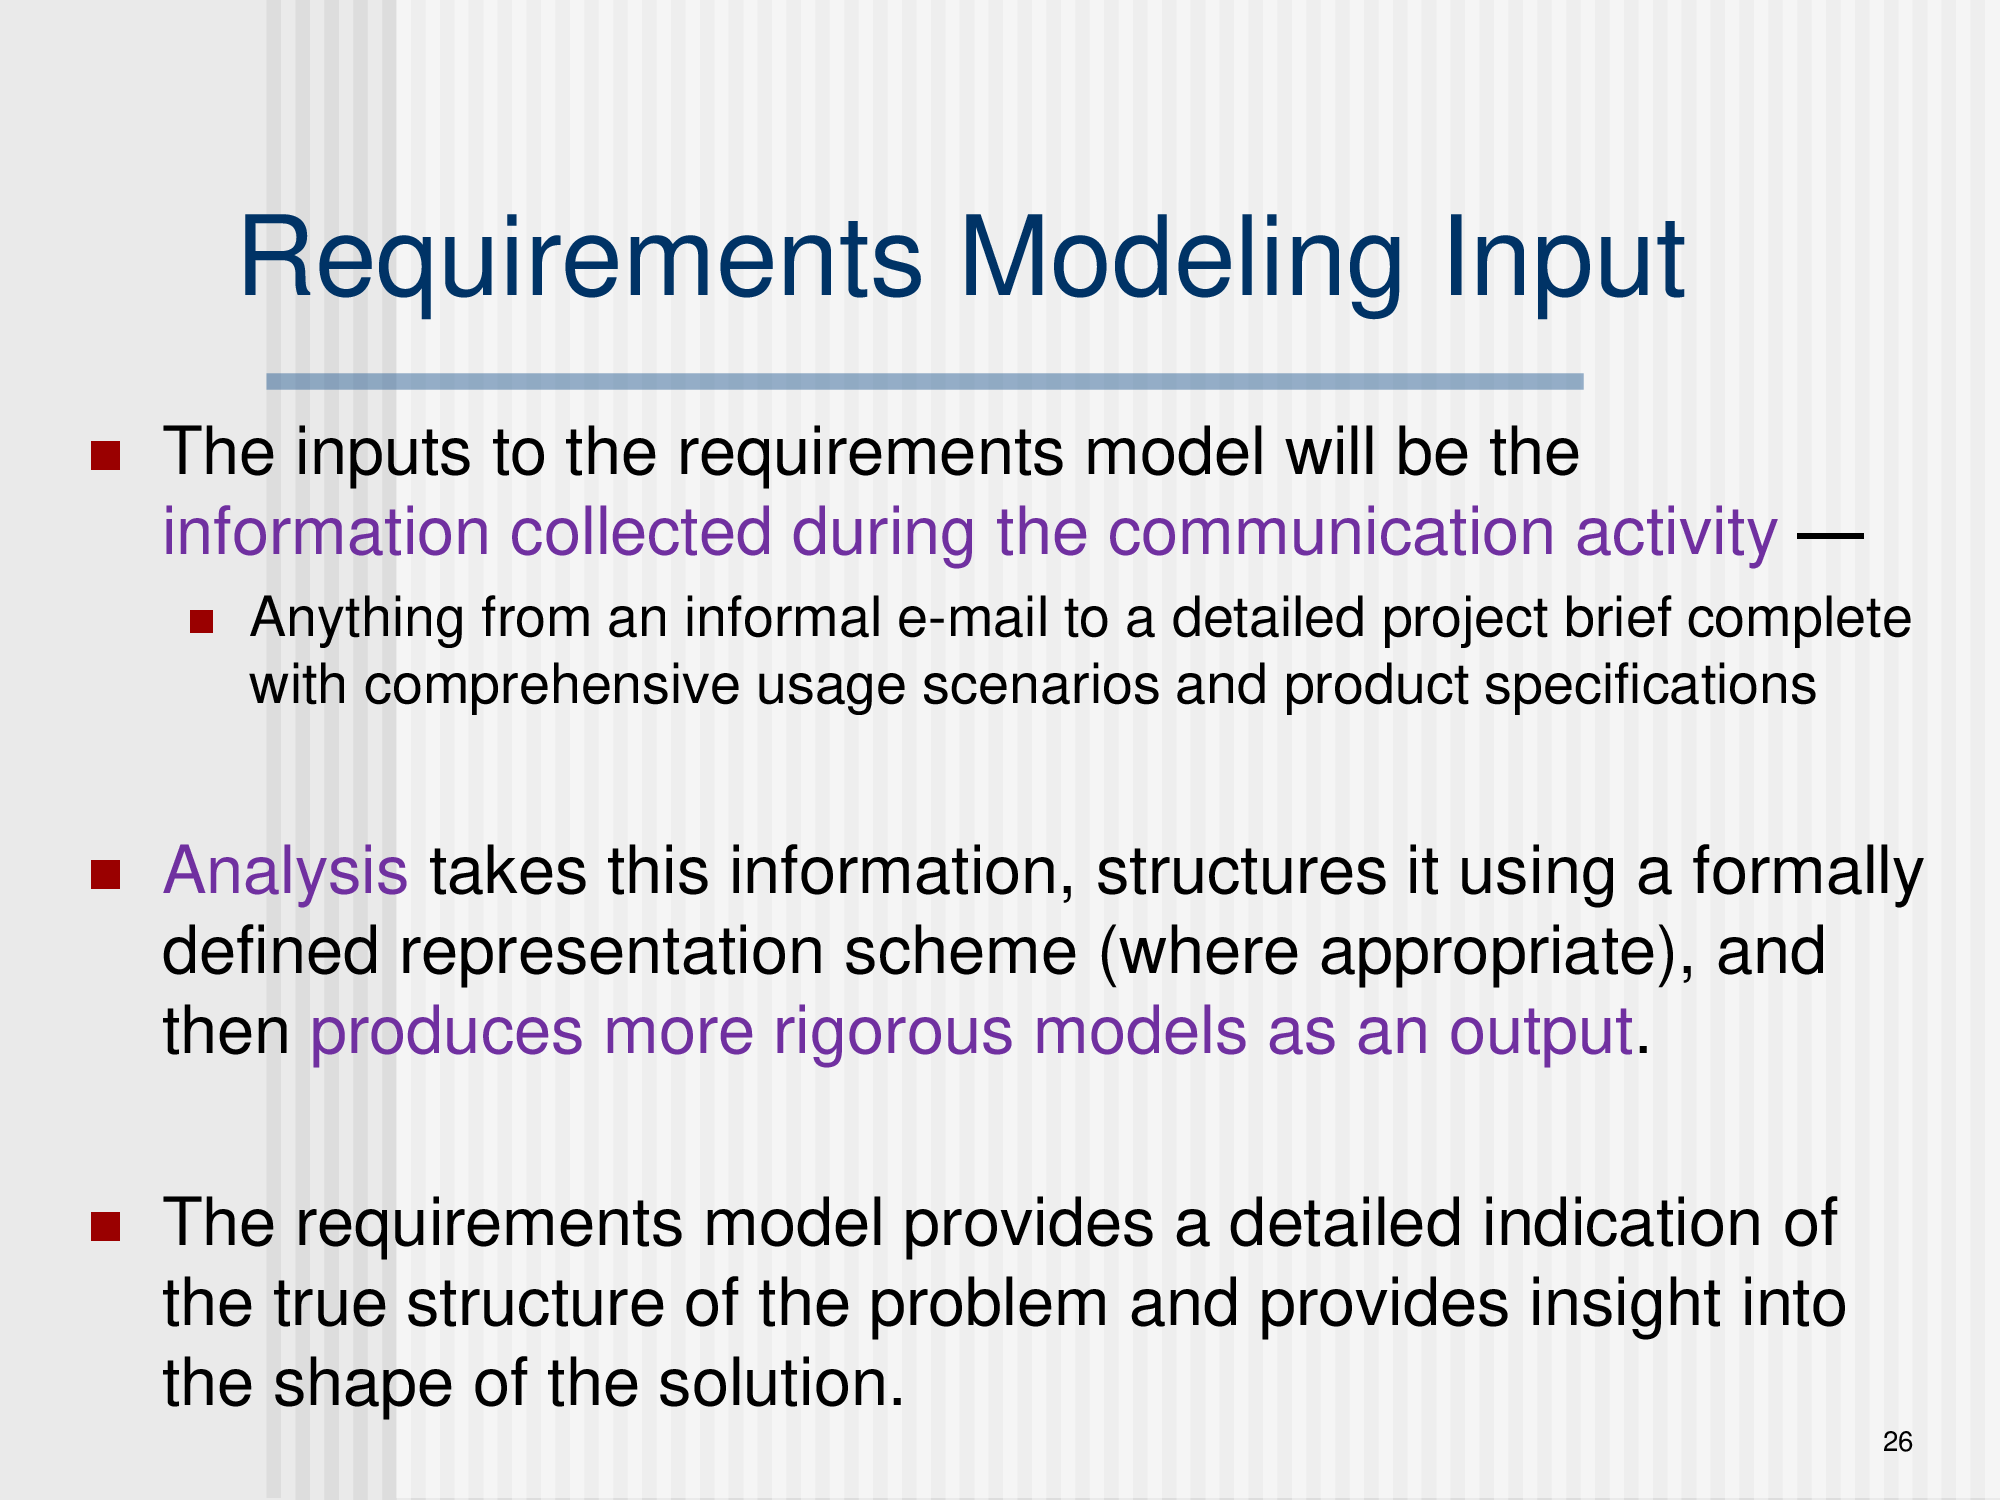 Requirements Modeling Input
The inputs to the requirements model will be the
information collected during the communication activity —
Anything from an informal e-mail to a detailed project brief complete
with comprehensive usage scenarios and product specifications
Analysis takes this information, structures it using a formally
defined representation scheme (where appropriate), and
then produces more rigorous models as an output.
The requirements model provides a detailed indication of
the true structure of the problem and provides insight into
the shape of the solution.
26